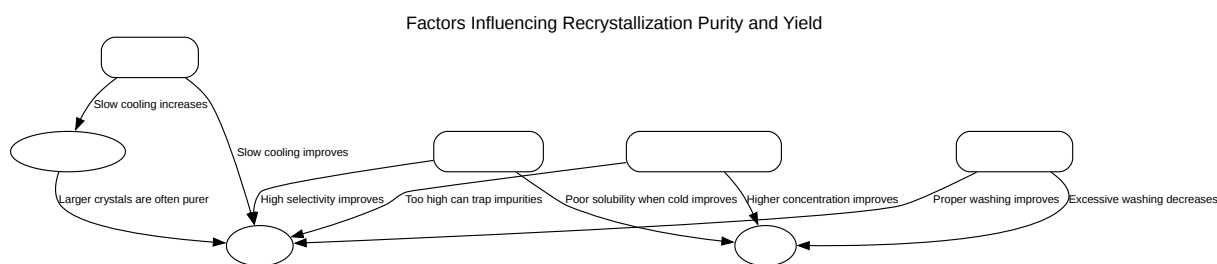 Factors Influencing Recrystallization Purity and Yield
Slow cooling increases
Slow cooling improves
Larger crystals are often purer
High selectivity improves
Too high can trap impurities
Poor solubility when cold improves
Higher concentration improves
Proper washing improves
Excessive washing decreases